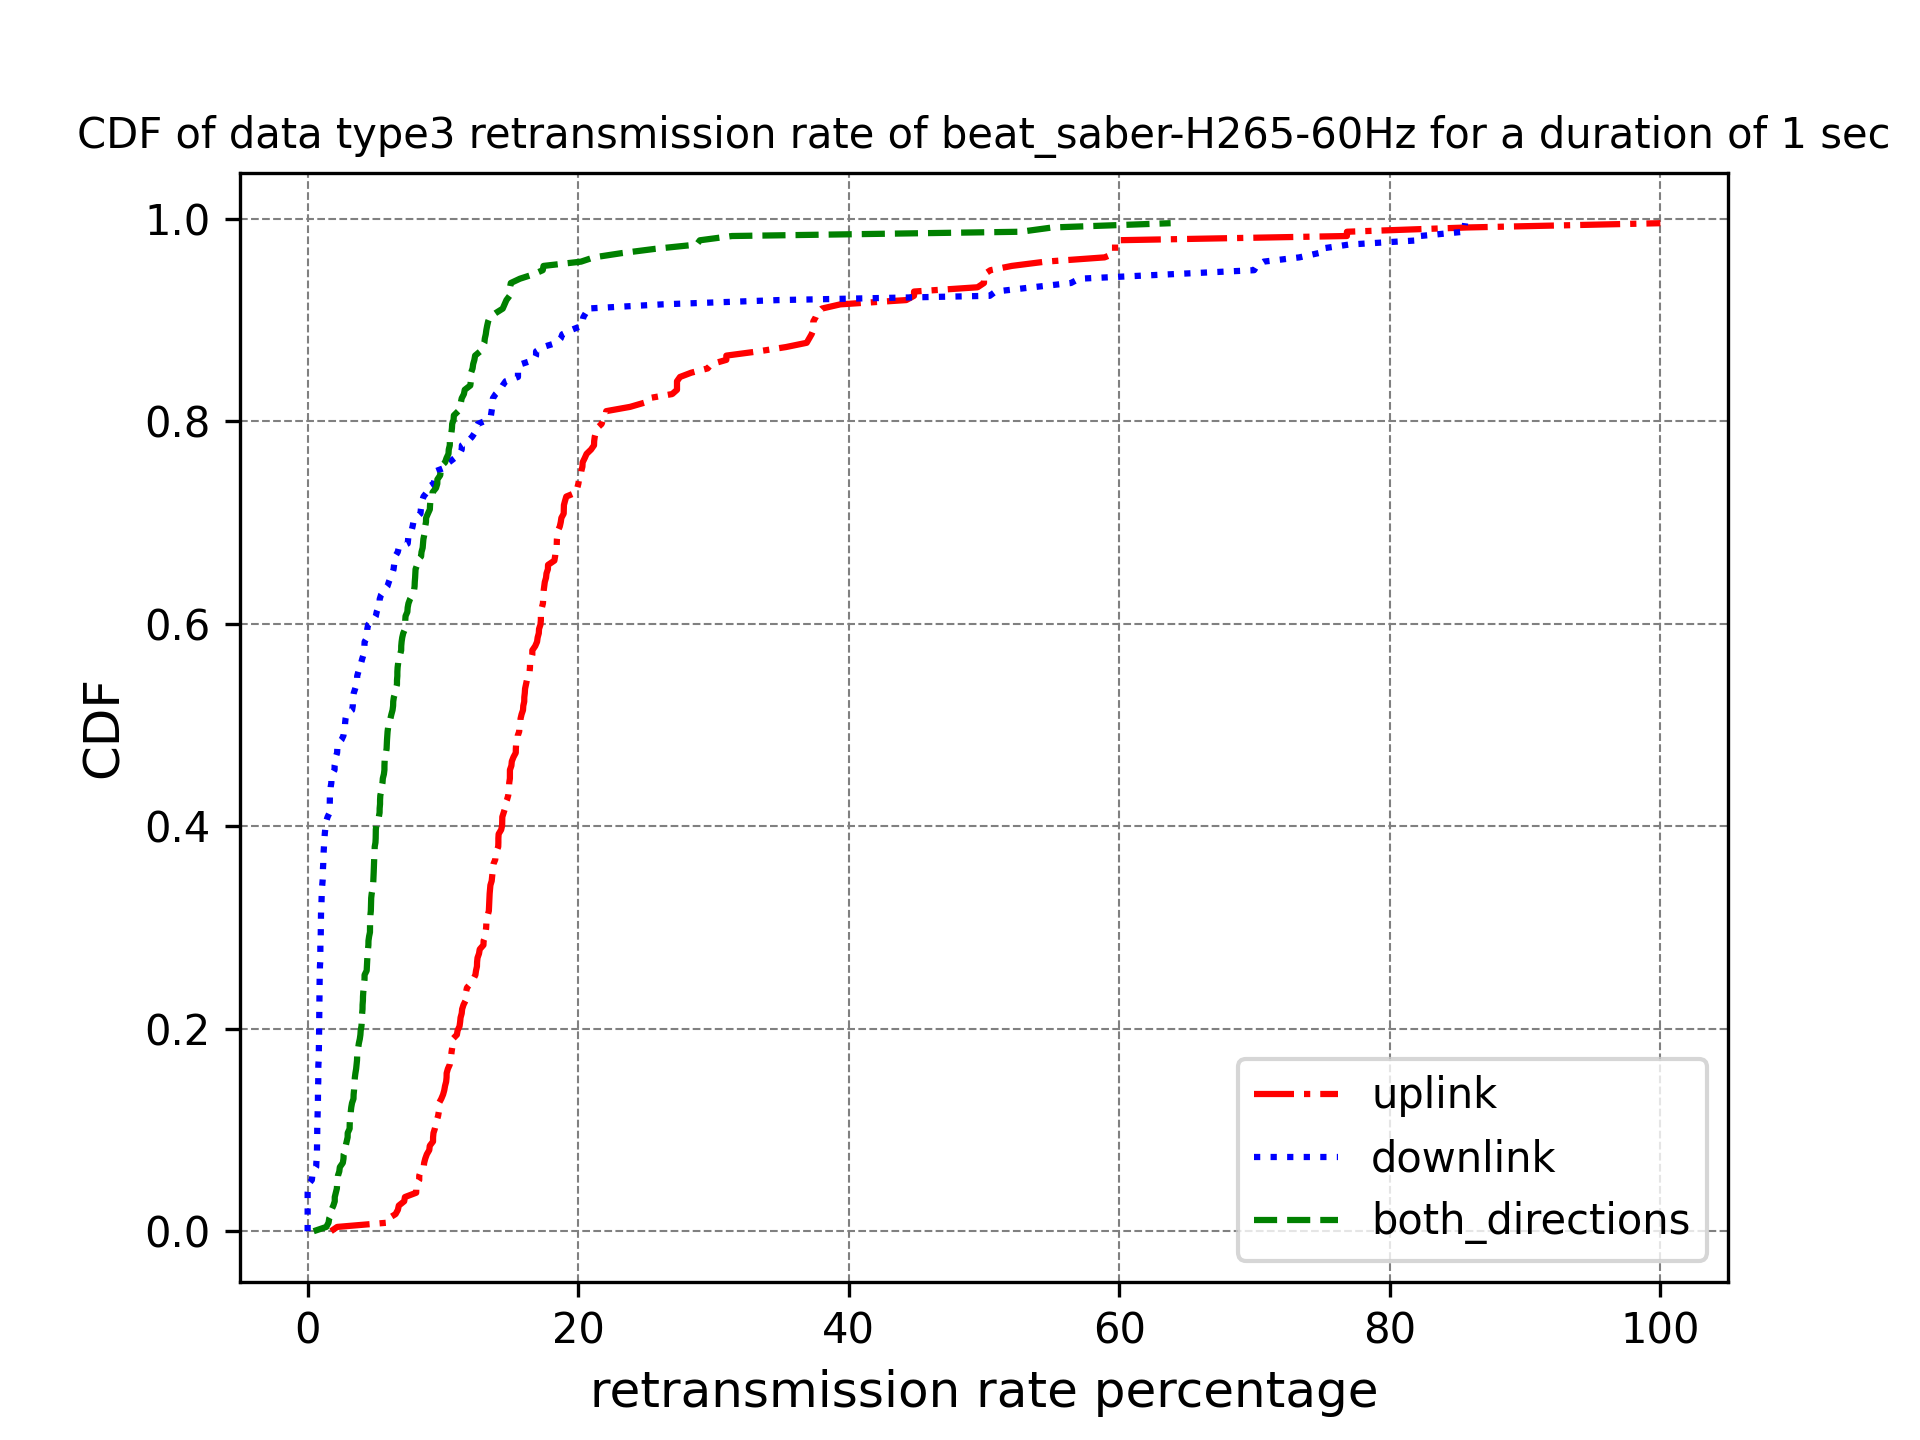 CDF of data type3 retransmission rate of beat_saber-H265-60Hz for a duration of 1 sec
1.0
0.8
0.6
0.4
0.2
0.0
CDF
uplink
downlink
both_directions
0 20 40 60 80 100
retransmission rate percentage